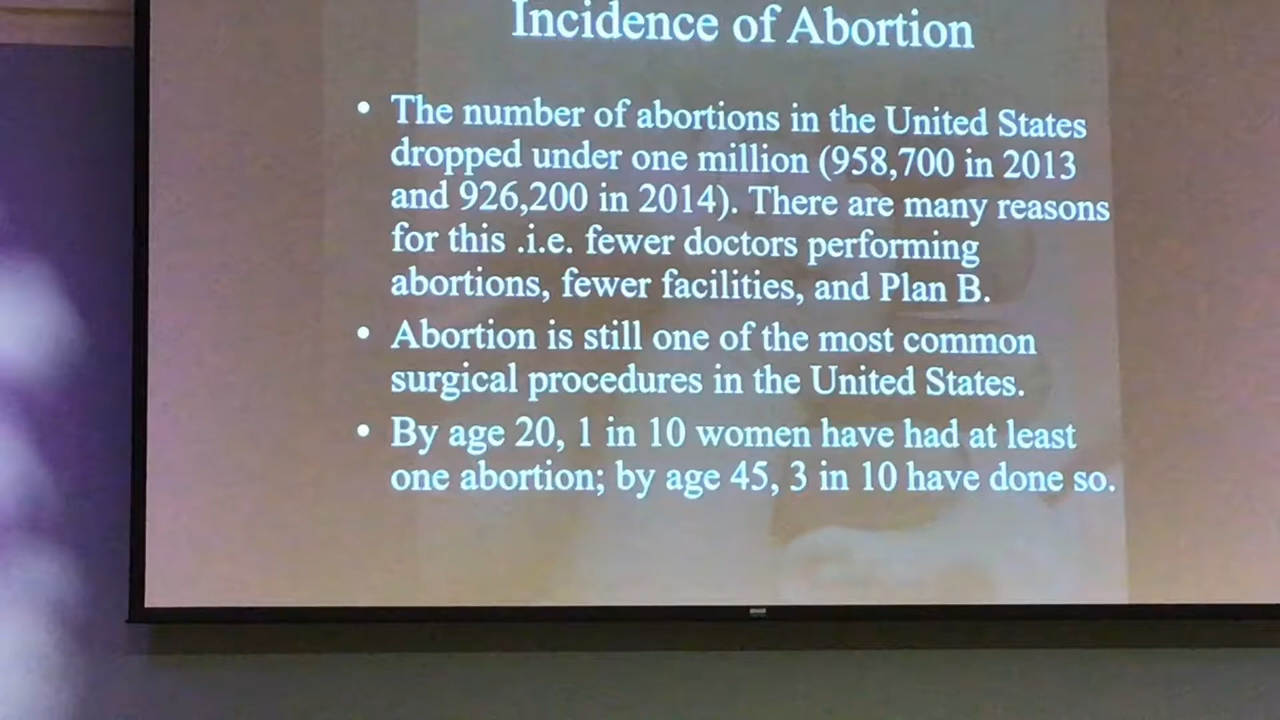 Incidence of Abortion
• The number of abortions in the United States
dropped under one million (958,700 in 2013
and 926,200 in 2014). There are many reasons
for this .i.e. fewer doctors performing
abortions, fewer facilities, and Plan B.
• Abortion is still one of the most common
surgical procedures in the United States.
• By age 20, 1 in 10 women have had at least
one abortion; by age 45, 3 in 10 have done so.